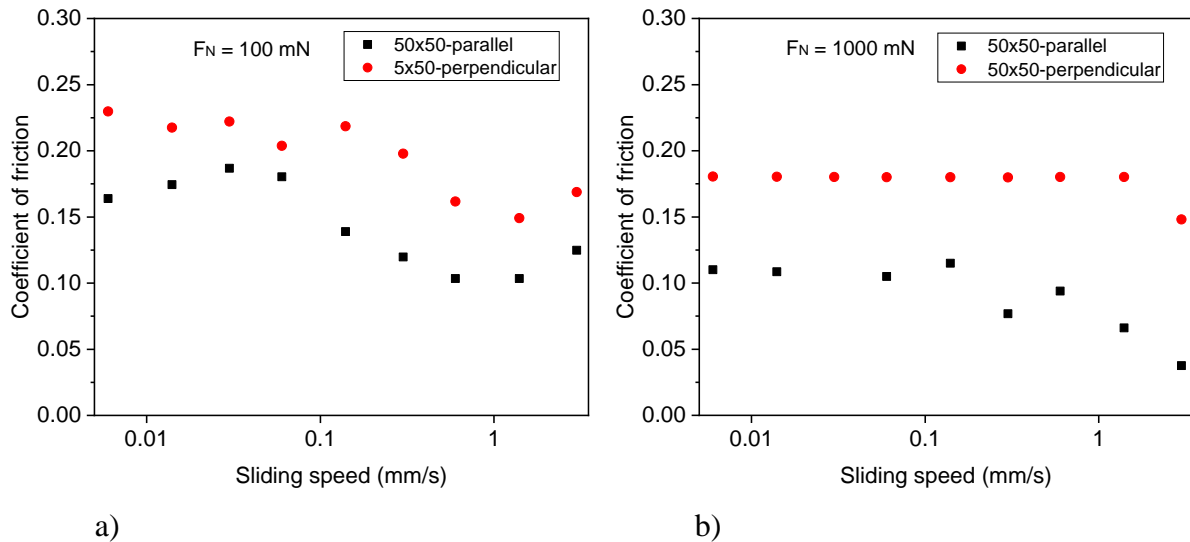 0.30
0.25
0.20
0.15
0.10
0.05
0.00
Coefficient of friction
FN = 100 mN
50x50-parallel
5x50-perpendicular
0.01
0.1
1
Sliding speed (mm/s)
a)
0.30
0.25
0.20
0.15
0.10
0.05
0.00
Coefficient of friction
FN = 1000 mN
50x50-parallel
50x50-perpendicular
0.01
0.1
1
Sliding speed (mm/s)
b)